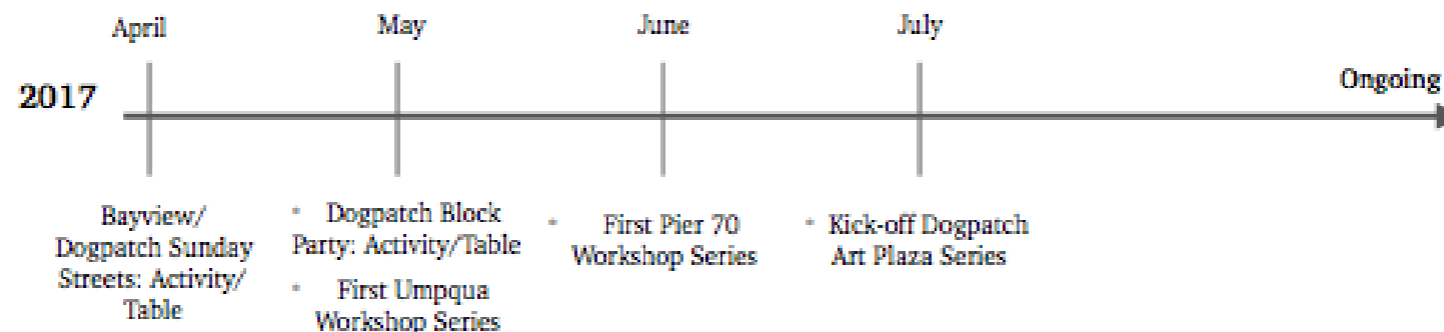 April
May
June
July
2017
Ongoing
Bayview/
Dogpatch Sunday
Streets: Activity/
Table
• Dogpatch Block
Party: Activity/Table
• First Umpqua
Workshop Series
• First Pier 70
Workshop Series
• Kick-off Dogpatch
Art Plaza Series